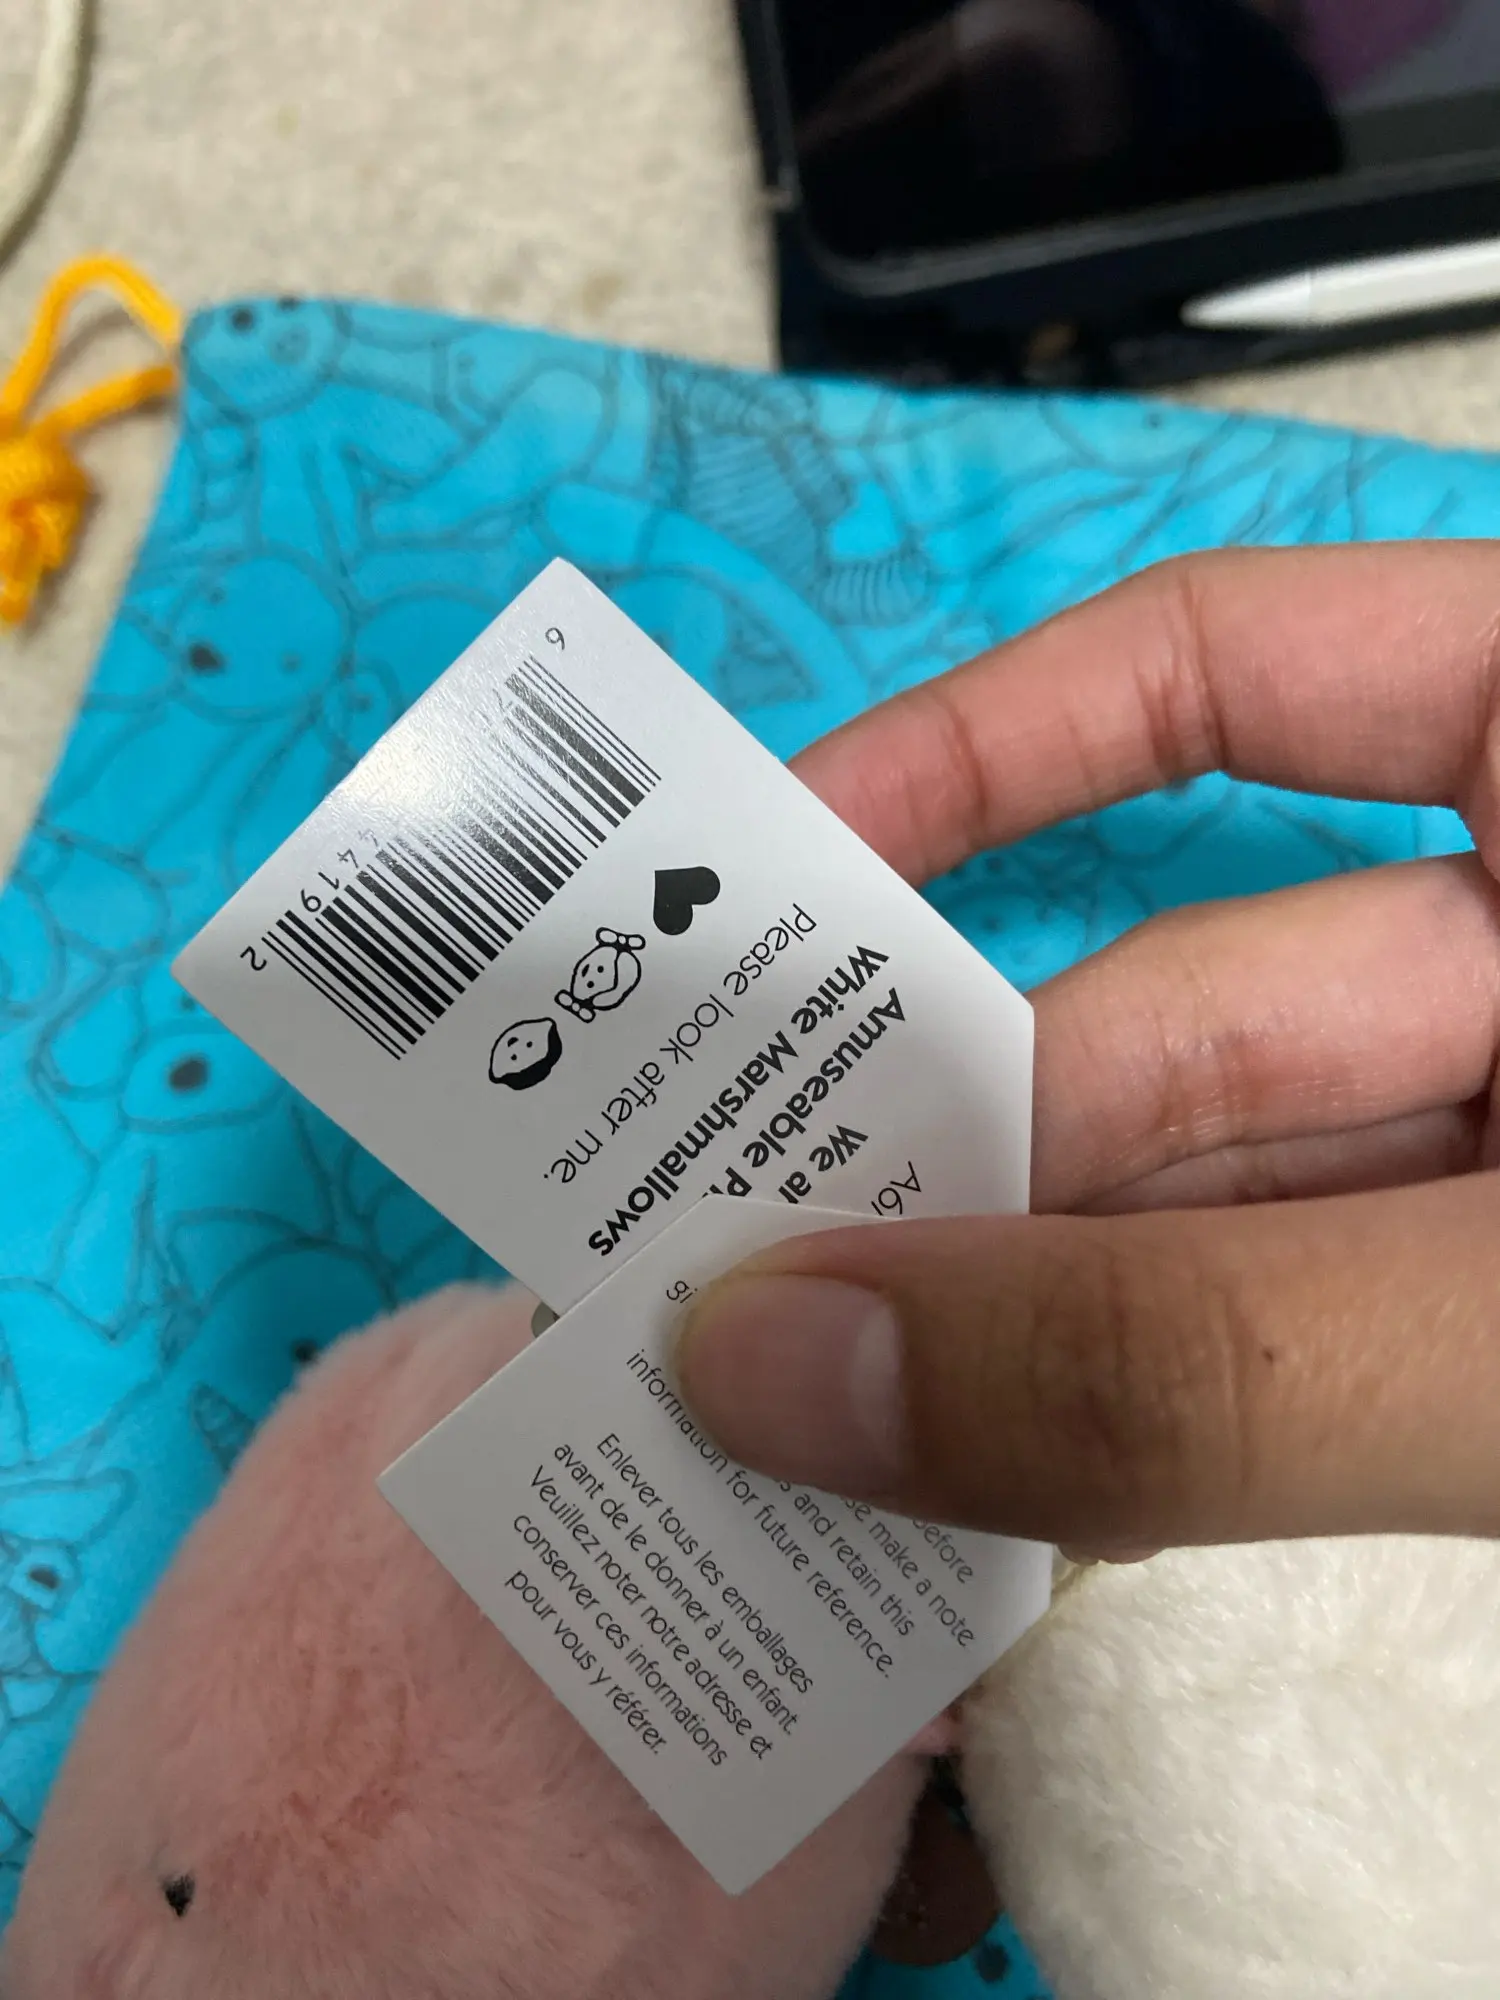 We
Amuseable
White Marshmallows
Please look after me.
6 4419 2
before
make a note
and retain this
information for future reference.
Enlever tous les emballages
avant de le donner à un enfant.
Veuillez noter notre adresse et
conserver ces informations
pour vous y référer.